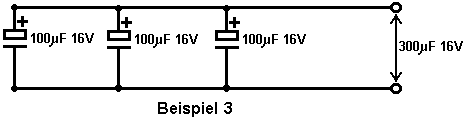 + + +
100µF 16V 100µF 16V 100µF 16V 300µF 16V
Beispiel 3